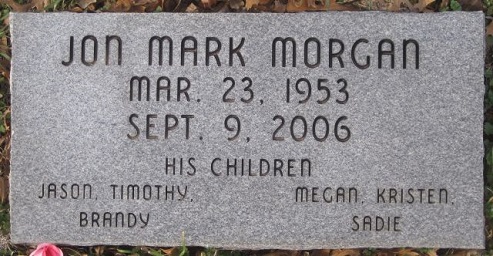 JON MARK MORGAN
MAR. 23, 1953
SEPT. 9, 2006
HIS CHILDREN
JASON, TIMOTHY,
BRANDY
MEGAN, KRISTEN,
SADIE